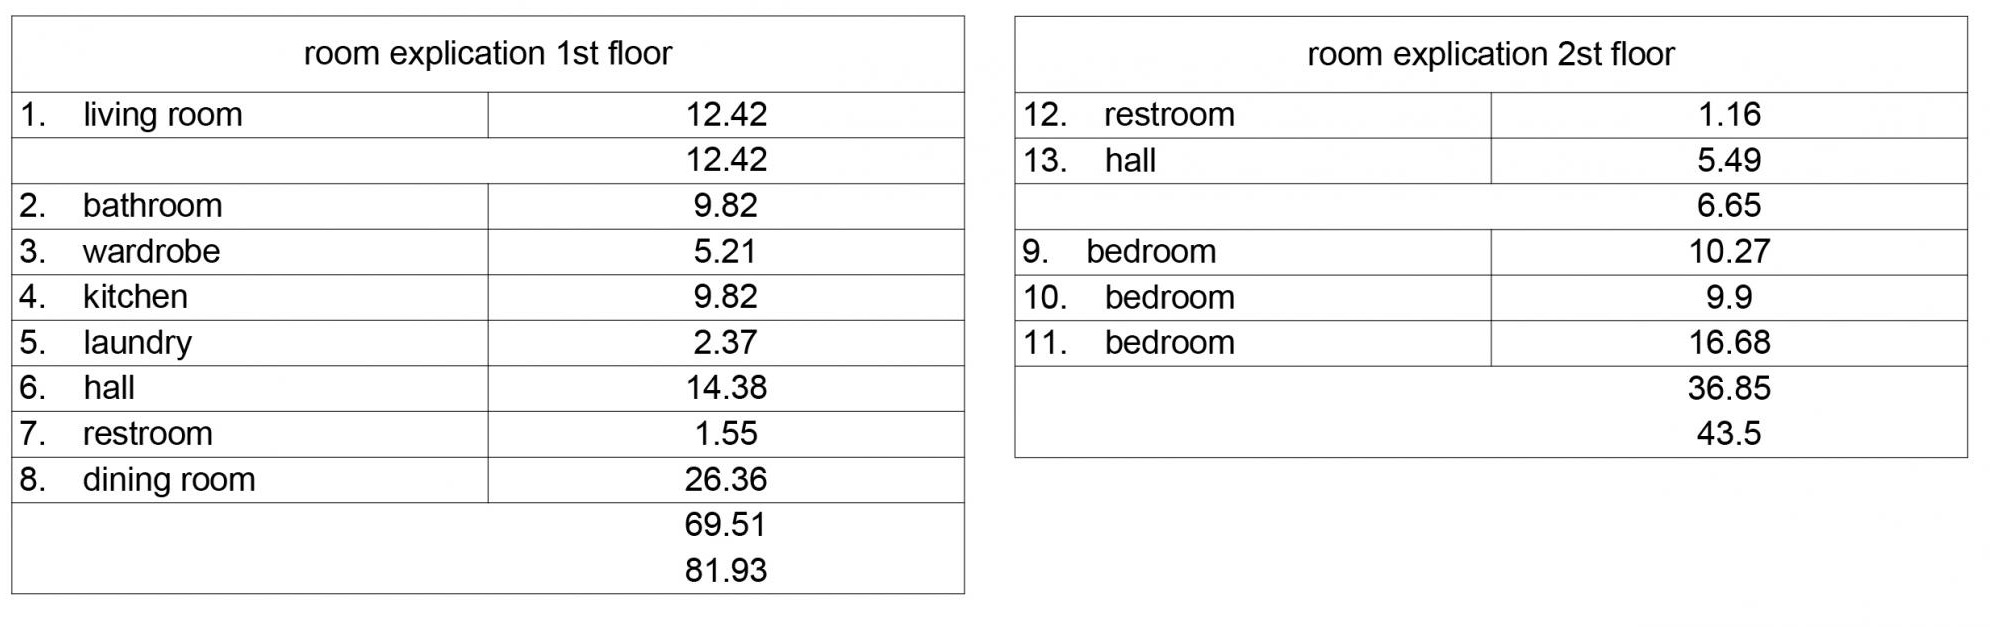 room explication 1st floor
1. living room 12.42
12.42
2. bathroom 9.82
3. wardrobe 5.21
4. kitchen 9.82
5. laundry 2.37
6. hall 14.38
7. restroom 1.55
8. dining room 26.36
69.51
81.93
room explication 2st floor
12. restroom 1.16
13. hall 5.49
6.65
9. bedroom 10.27
10. bedroom 9.9
11. bedroom 16.68
36.85
43.5